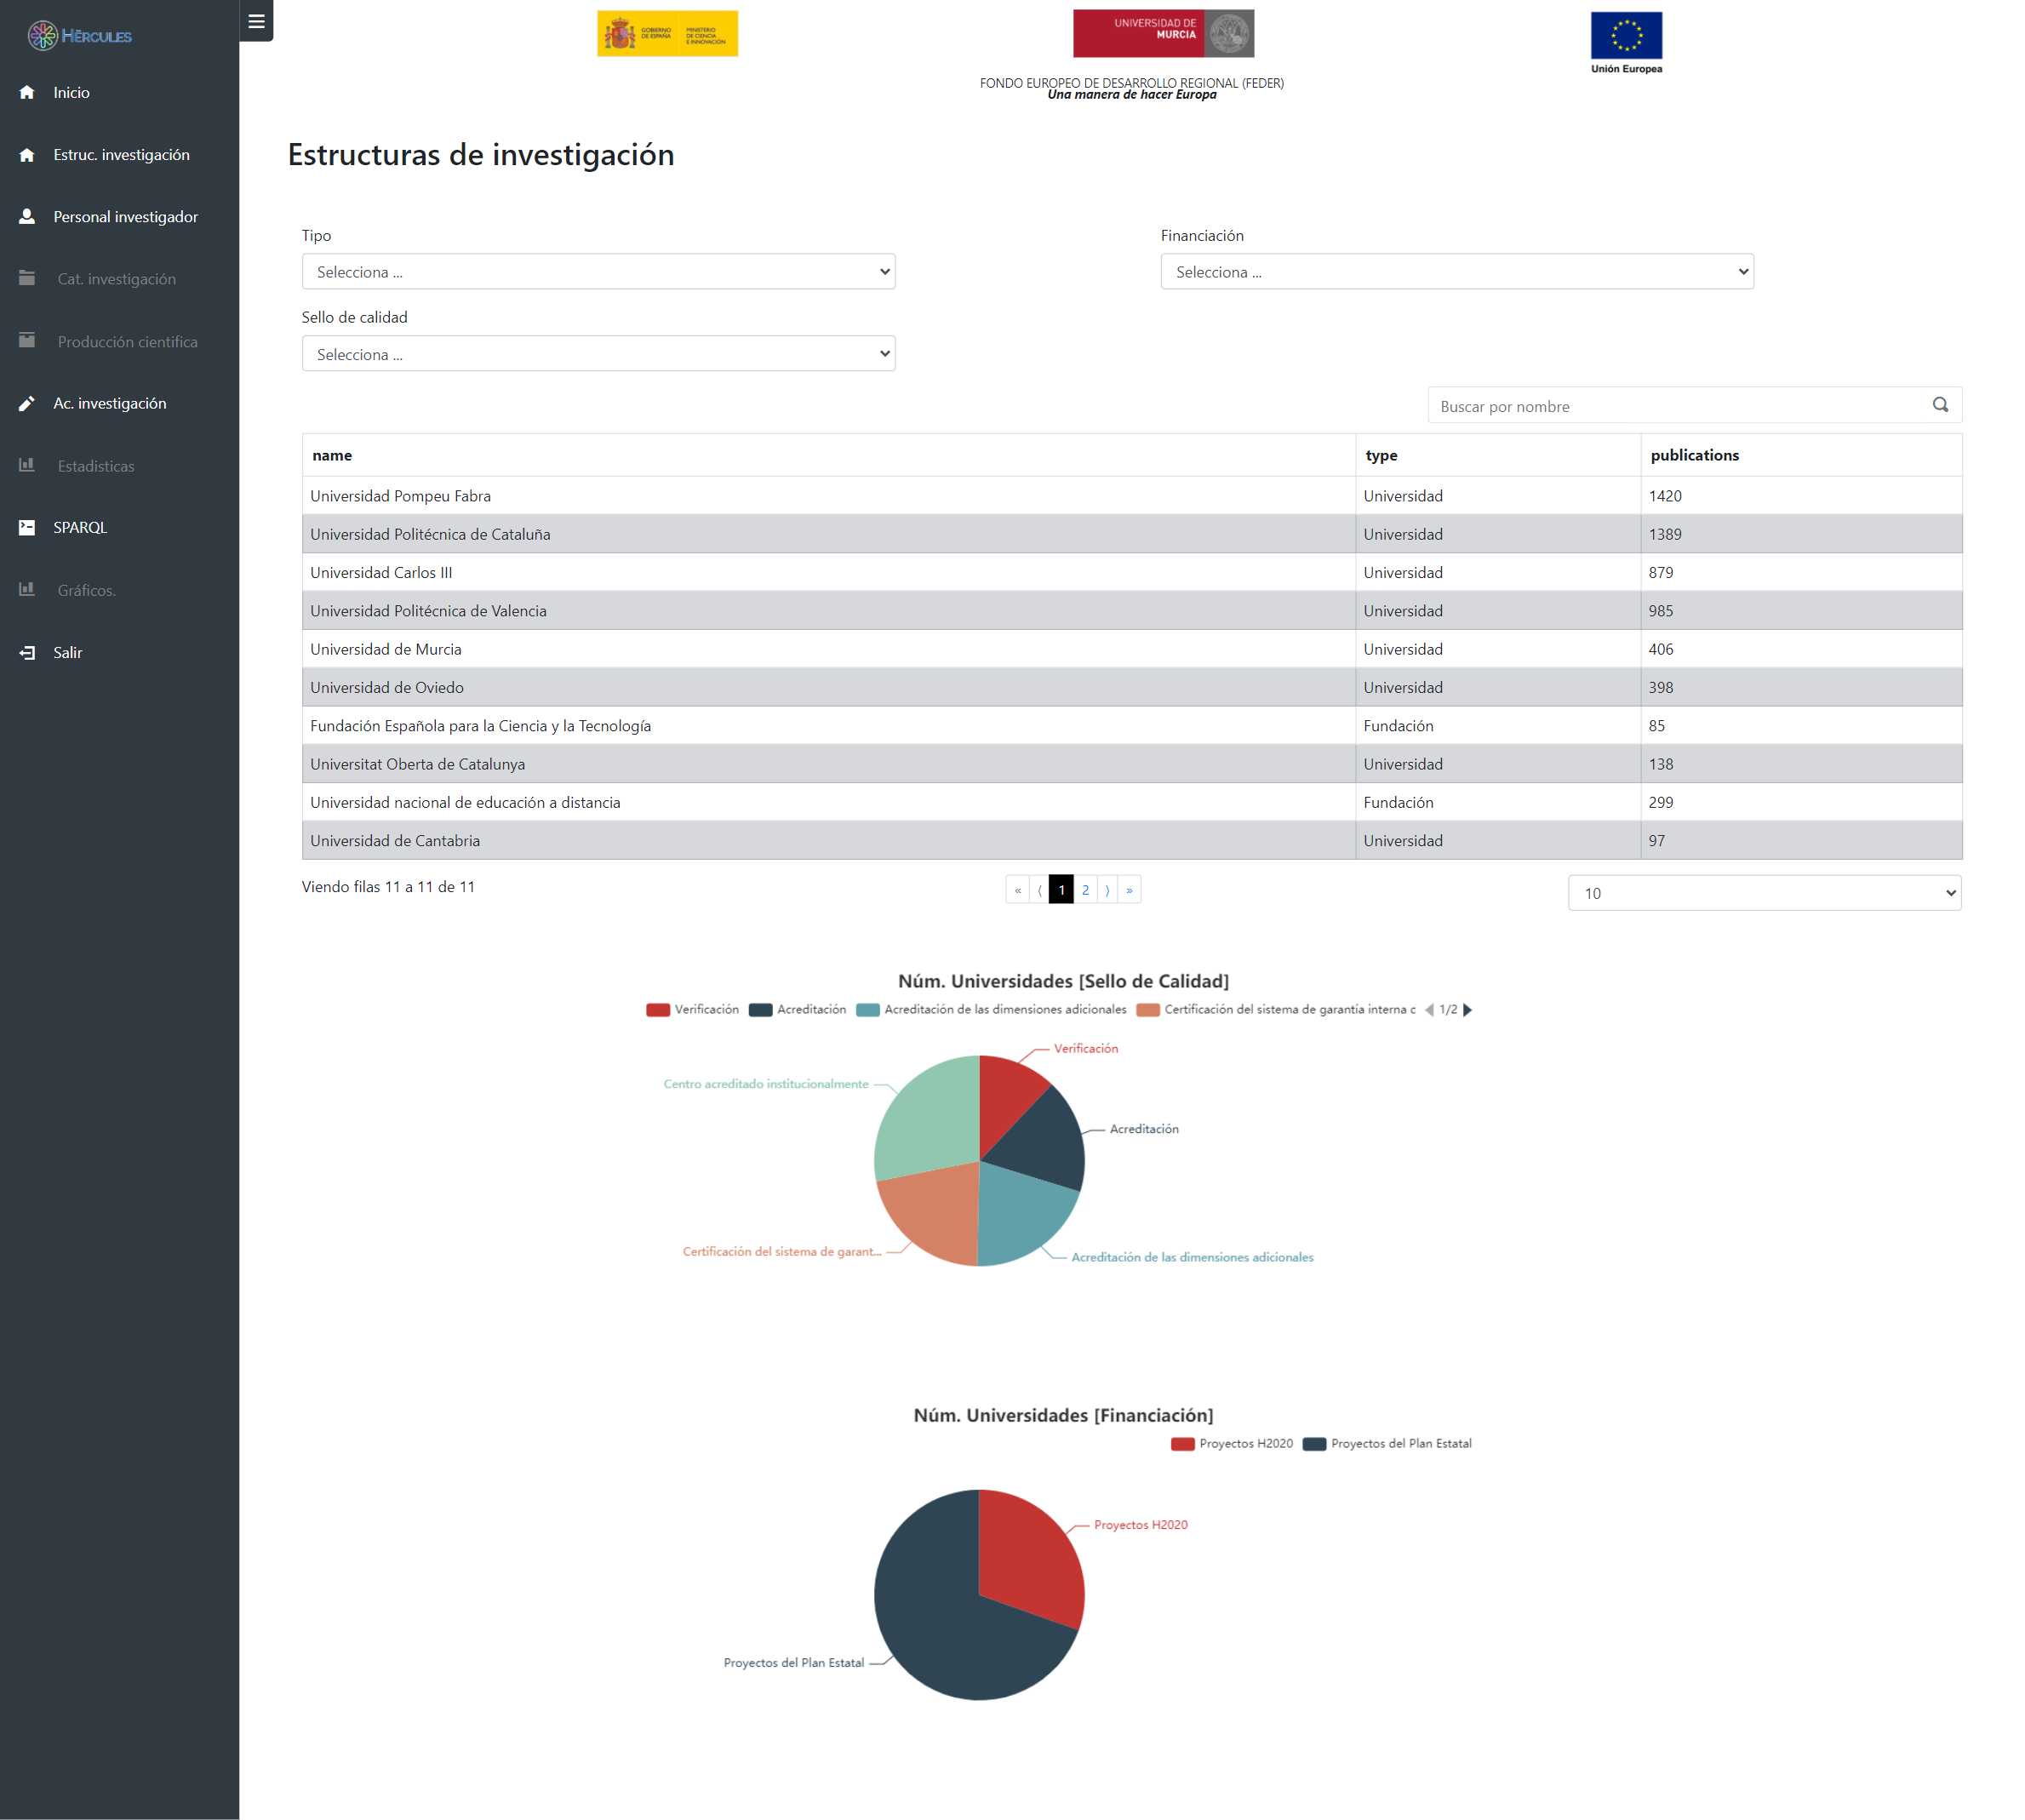 HÉRCULES
Inicio
Estruc. investigación
Personal investigador
Cat. investigación
Producción cientifica
Ac. investigación
Estadisticas
SPARQL
Gráficos.
Salir
GOBIERNO DE ESPAÑA
MINISTERIO DE CIENCIA E INNOVACIÓN
UNIVERSIDAD DE
MURCIA
Unión Europea
FONDO EUROPEO DE DESARROLLO REGIONAL (FEDER)
Una manera de hacer Europa
Estructuras de investigación
Tipo Financiación
Selecciona ... Selecciona ...
Sello de calidad
Selecciona ...
Buscar por nombre
name type publications
Universidad Pompeu Fabra Universidad 1420
Universidad Politécnica de Cataluña Universidad 1389
Universidad Carlos III Universidad 879
Universidad Politécnica de Valencia Universidad 985
Universidad de Murcia Universidad 406
Universidad de Oviedo Universidad 398
Fundación Española para la Ciencia y la Tecnología Fundación 85
Universitat Oberta de Catalunya Universidad 138
Universidad nacional de educación a distancia Fundación 299
Universidad de Cantabria Universidad 97
Viendo filas 11 a 11 de 11 « ⟨ 1 2 ⟩ » 10
Núm. Universidades [Sello de Calidad]
Verificación Acreditación Acreditación de las dimensiones adicionales Certificación del sistema de garantía interna c 1/2
Verificación
Centro acreditado institucionalmente
Acreditación
Certificación del sistema de garant...
Acreditación de las dimensiones adicionales
Núm. Universidades [Financiación]
Proyectos H2020 Proyectos del Plan Estatal
Proyectos H2020
Proyectos del Plan Estatal